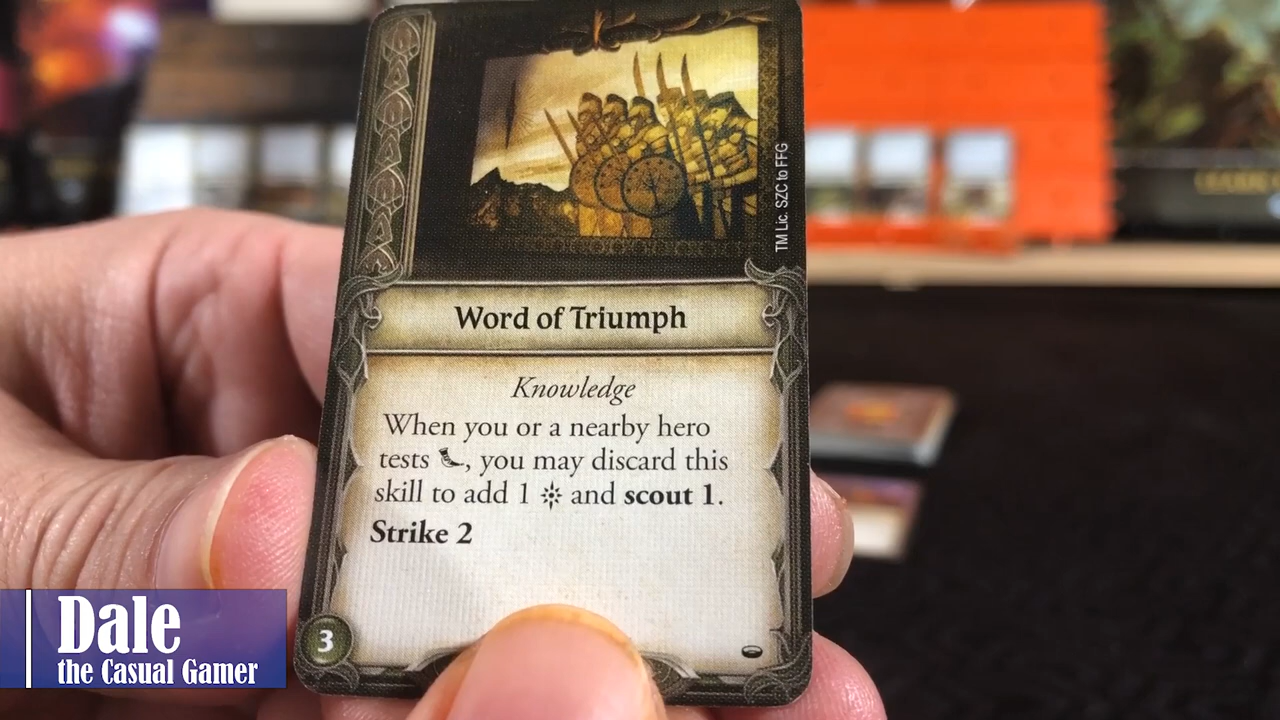 TM Lic. SZC to FFG
Word of Triumph
Knowledge
When you or a nearby hero
tests , you may discard this
skill to add 1 and scout 1.
Strike 2
3
Dale
the Casual Gamer